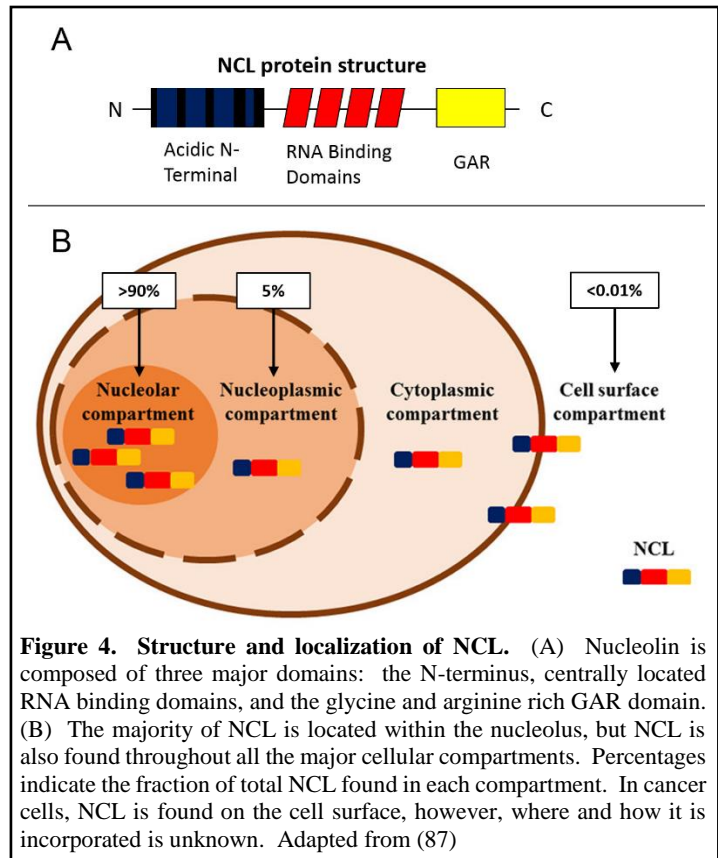 A
NCL protein structure
N
C
Acidic N-
Terminal
RNA Binding
Domains
GAR
B
>90%
5%
<0.01%
Nucleolar
compartment
Nucleoplasmic
compartment
Cytoplasmic
compartment
Cell surface
compartment
NCL
Figure 4. Structure and localization of NCL. (A) Nucleolin is
composed of three major domains: the N-terminus, centrally located
RNA binding domains, and the glycine and arginine rich GAR domain.
(B) The majority of NCL is located within the nucleolus, but NCL is
also found throughout all the major cellular compartments. Percentages
indicate the fraction of total NCL found in each compartment. In cancer
cells, NCL is found on the cell surface, however, where and how it is
incorporated is unknown. Adapted from (87)